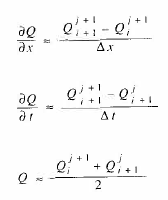 ∂Q/∂x ≈ (Q_{i+1}^{j+1} − Q_i^{j+1}) / Δx
∂Q/∂t ≈ (Q_{i+1}^{j+1} − Q_{i+1}^j) / Δt
Q ≈ (Q_i^{j+1} + Q_{i+1}^j) / 2